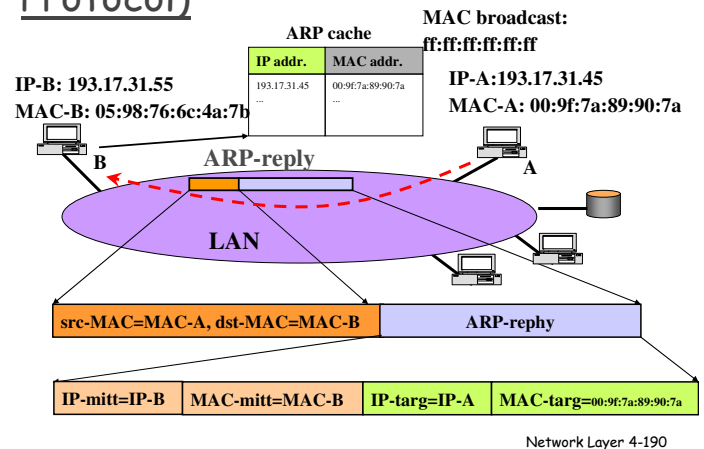 Protocol)
MAC broadcast:
ff:ff:ff:ff:ff:ff
ARP cache
IP addr. MAC addr.
193.17.31.45 00:9f:7a:89:90:7a
... ...
IP-B: 193.17.31.55
MAC-B: 05:98:76:6c:4a:7b
IP-A:193.17.31.45
MAC-A: 00:9f:7a:89:90:7a
B
ARP-reply
A
LAN
src-MAC=MAC-A, dst-MAC=MAC-B ARP-rephy
IP-mitt=IP-B MAC-mitt=MAC-B IP-targ=IP-A MAC-targ=00:9f:7a:89:90:7a
Network Layer 4-190